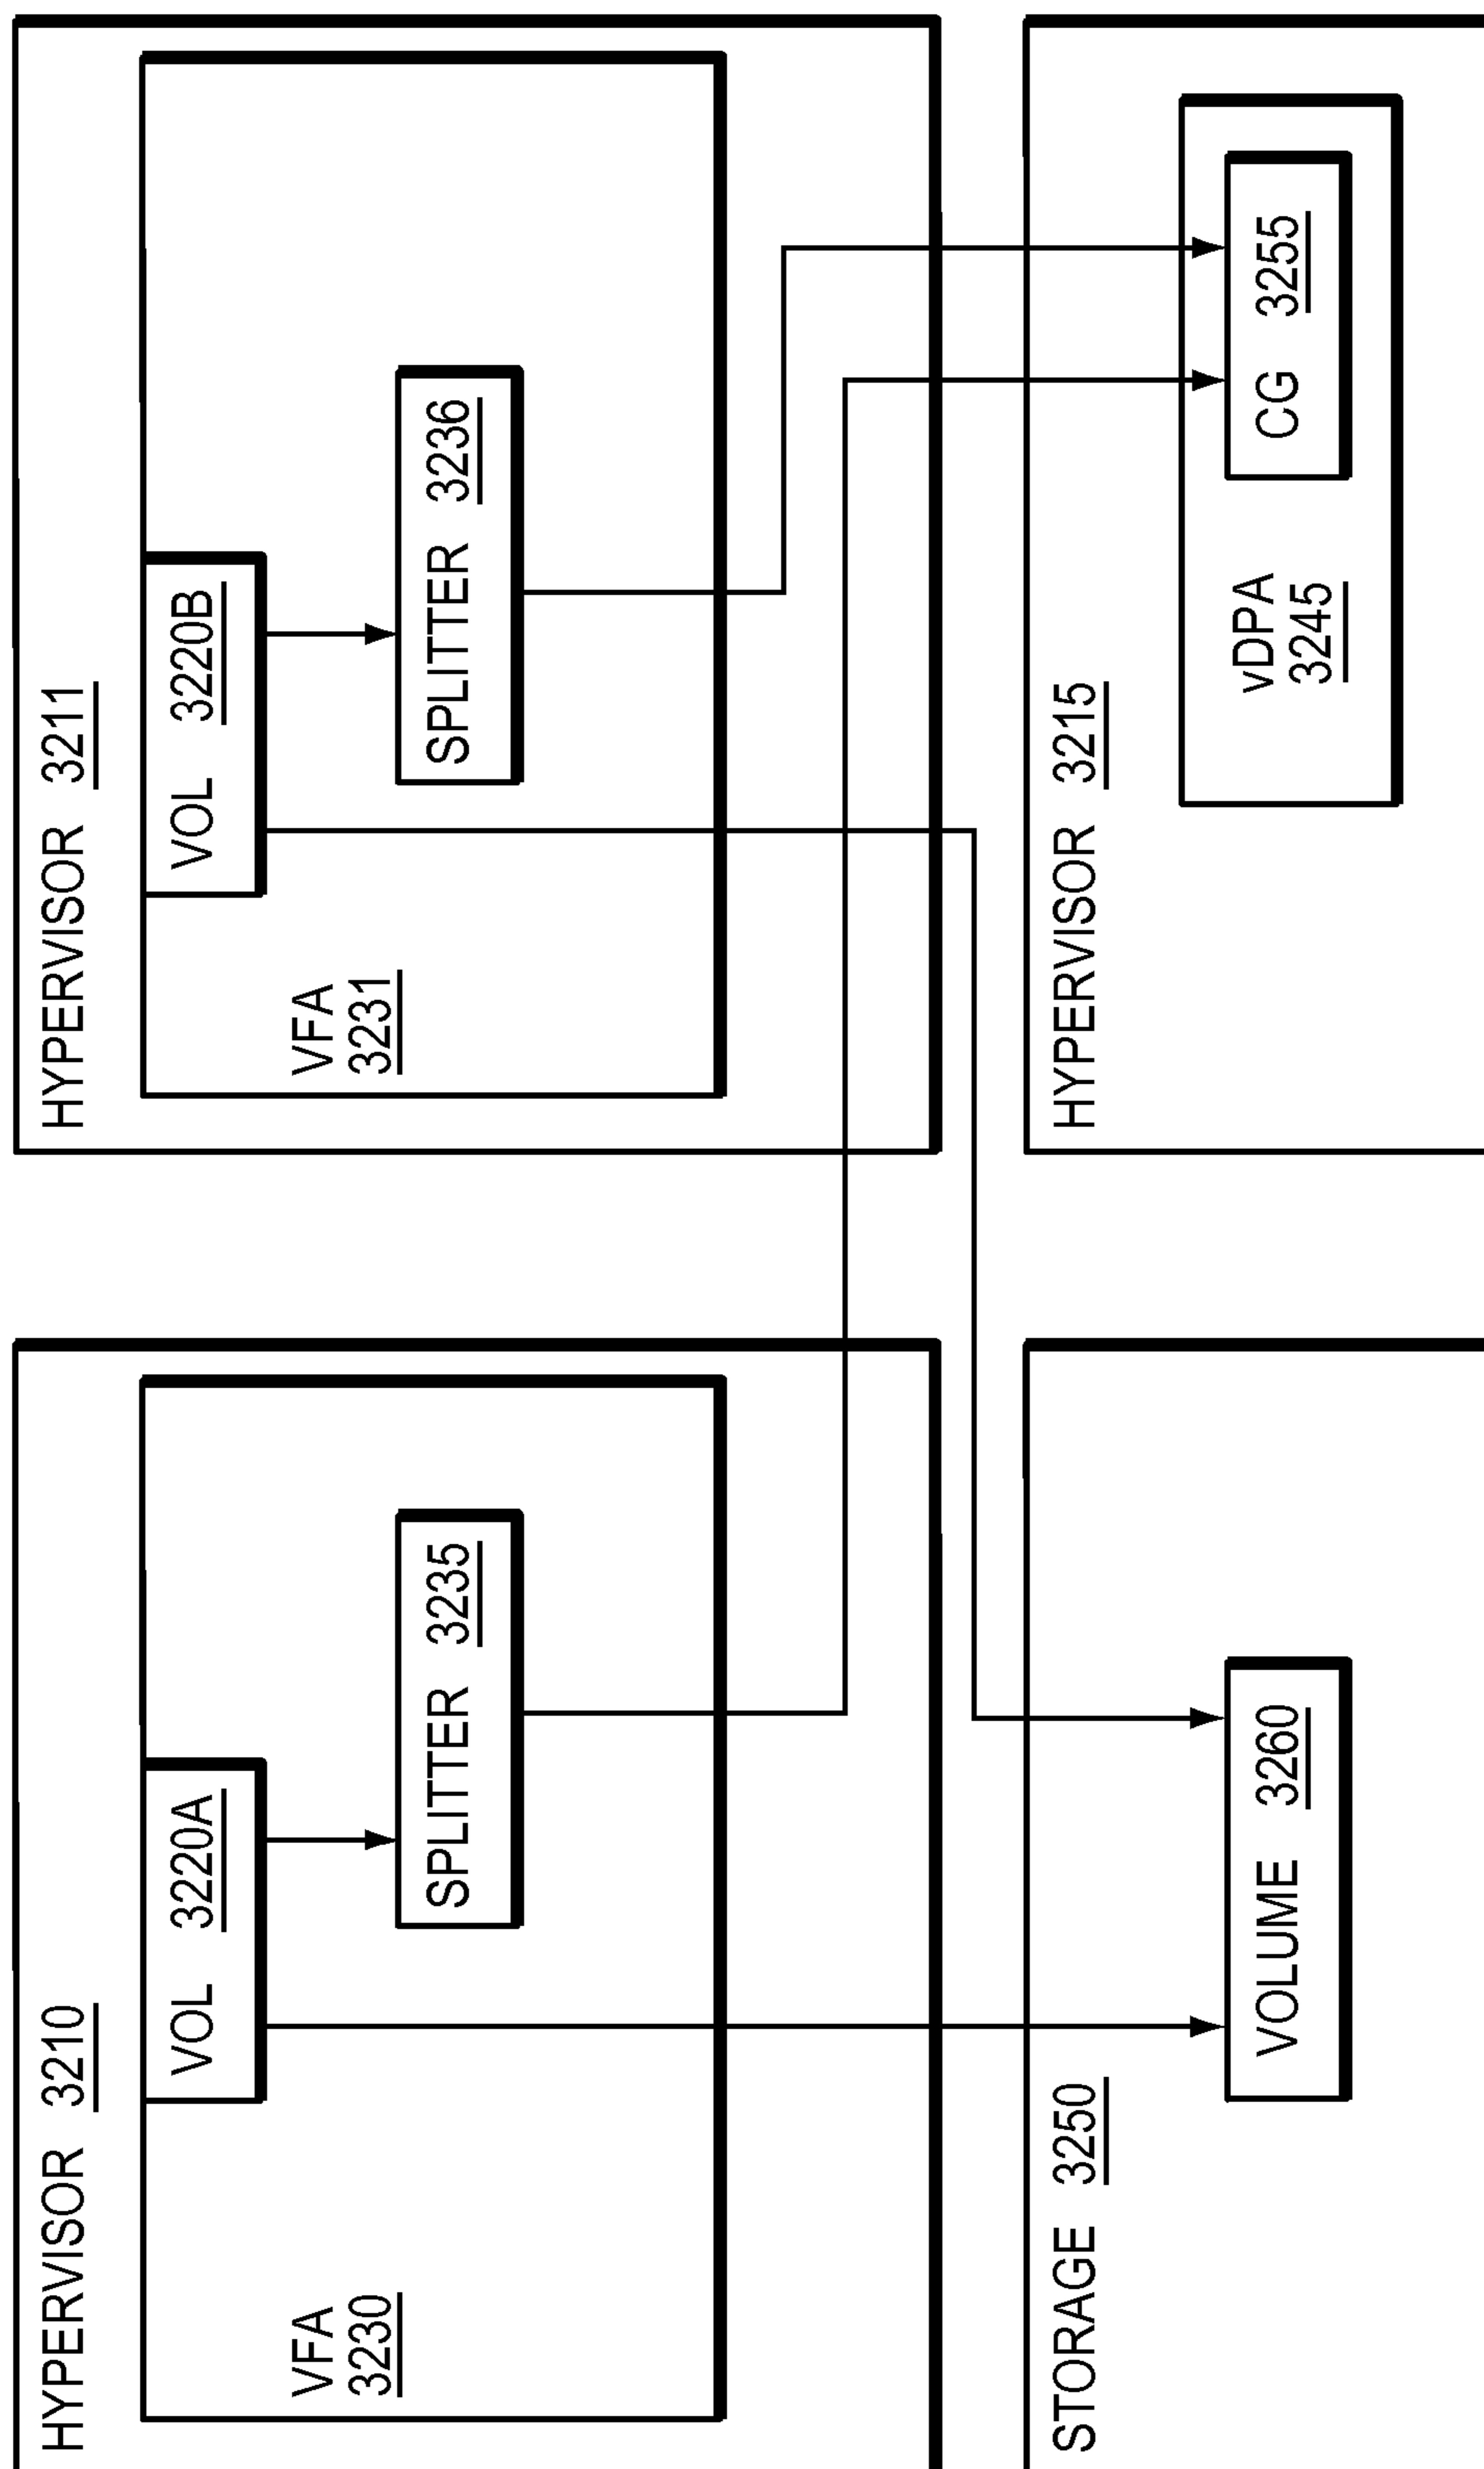 HYPERVISOR 3210
VOL 3220A
VFA
3230
SPLITTER 3235
HYPERVISOR 3211
VOL 3220B
VFA
3231
SPLITTER 3236
STORAGE 3250
VOLUME 3260
HYPERVISOR 3215
vDPA
3245
CG 3255